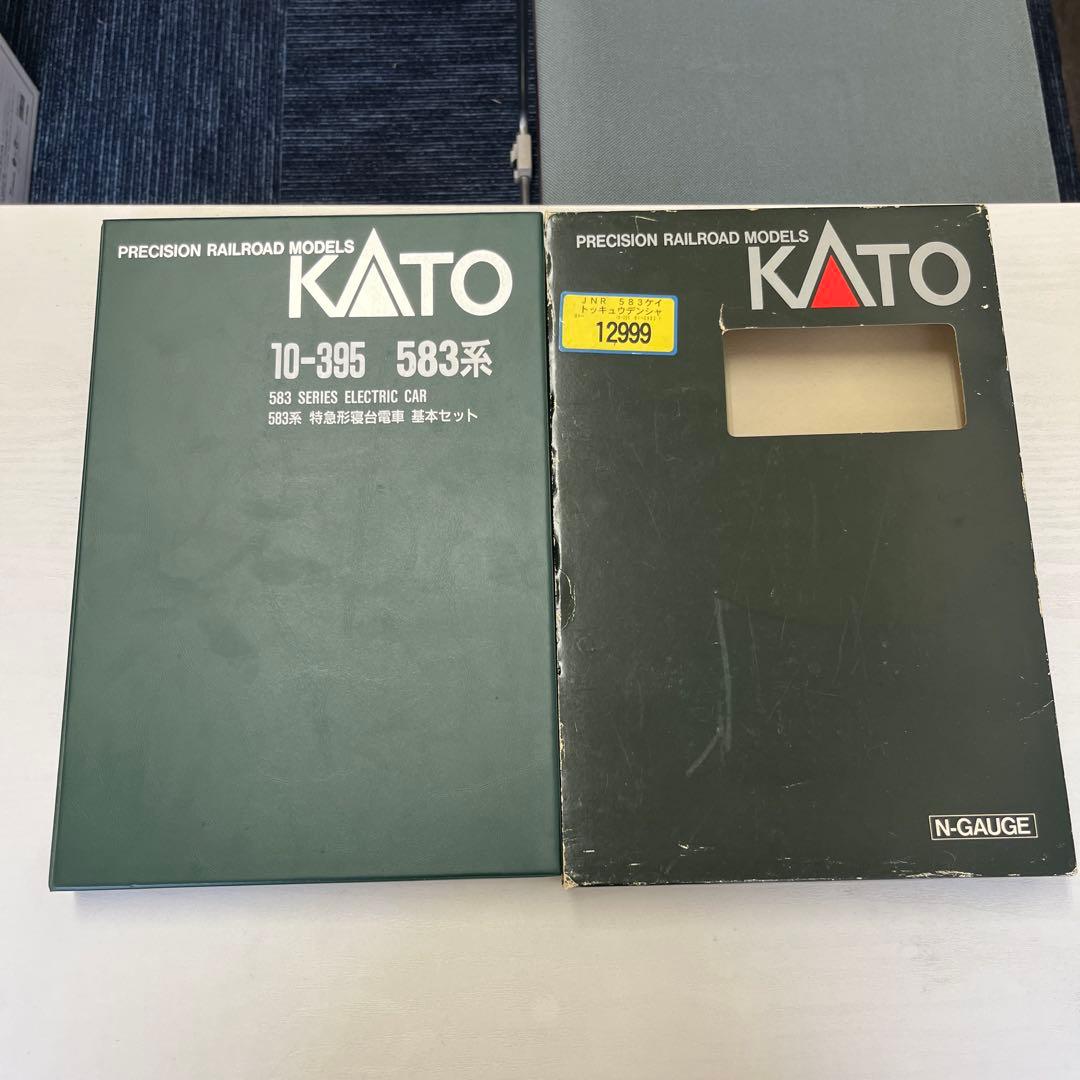 PRECISION RAILROAD MODELS
KATO
10-395 583系
583 SERIES ELECTRIC CAR
583系 特急形寝台電車 基本セット
PRECISION RAILROAD MODELS
KATO
JNR 583ケイ
トッキュウデンシャ
12999
N-GAUGE